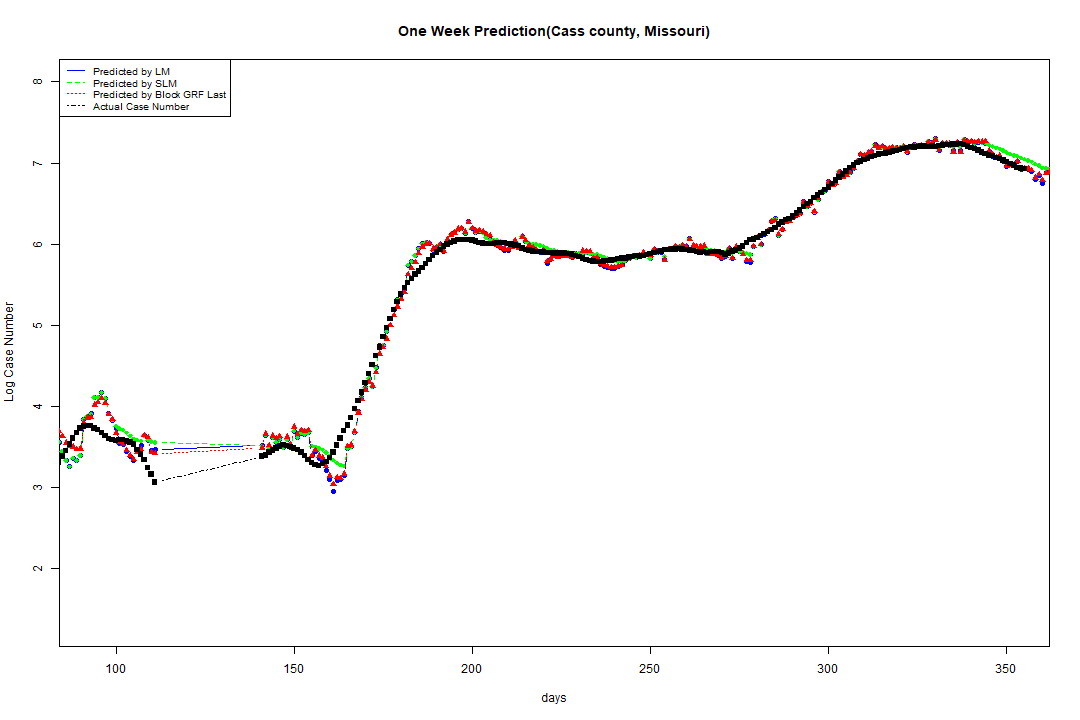 One Week Prediction(Cass county, Missouri)
Predicted by LM
Predicted by SLM
Predicted by Block GRF Last
Actual Case Number
8
7
6
5
4
3
2
Log Case Number
100 150 200 250 300 350
days